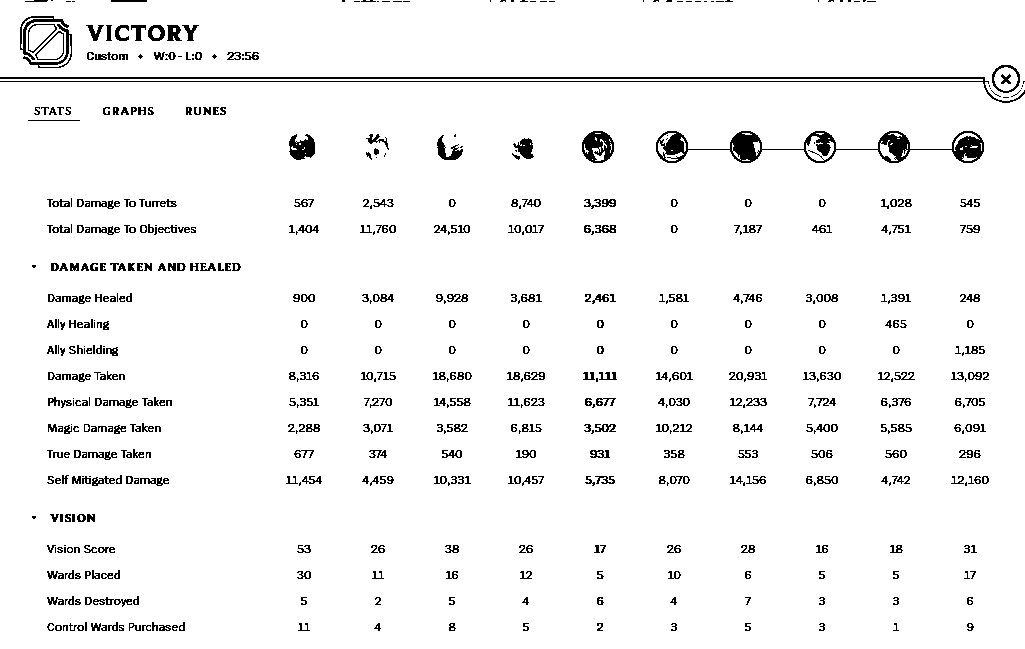 VICTORY
Custom • W:0 - L:0 • 23:56
STATS GRAPHS RUNES
Total Damage To Turrets 567 2,543 0 8,740 3,399 0 0 0 1,028 545
Total Damage To Objectives 1,404 11,760 24,510 10,017 6,368 0 7,187 461 4,751 759
DAMAGE TAKEN AND HEALED
Damage Healed 900 3,084 9,928 3,681 2,461 1,581 4,746 3,008 1,391 248
Ally Healing 0 0 0 0 0 0 0 0 465 0
Ally Shielding 0 0 0 0 0 0 0 0 0 1,185
Damage Taken 8,316 10,715 18,680 18,629 11,111 14,601 20,931 13,630 12,522 13,092
Physical Damage Taken 5,351 7,270 14,558 11,623 6,677 4,030 12,233 7,724 6,376 6,705
Magic Damage Taken 2,288 3,071 3,582 6,815 3,502 10,212 8,144 5,400 5,585 6,091
True Damage Taken 677 374 540 190 931 358 553 506 560 296
Self Mitigated Damage 11,454 4,459 10,331 10,457 5,735 8,070 14,156 6,850 4,742 12,160
VISION
Vision Score 53 26 38 26 17 26 28 16 18 31
Wards Placed 30 11 16 12 5 10 6 5 5 17
Wards Destroyed 5 2 5 4 6 4 7 3 3 6
Control Wards Purchased 11 4 8 5 2 3 5 3 1 9